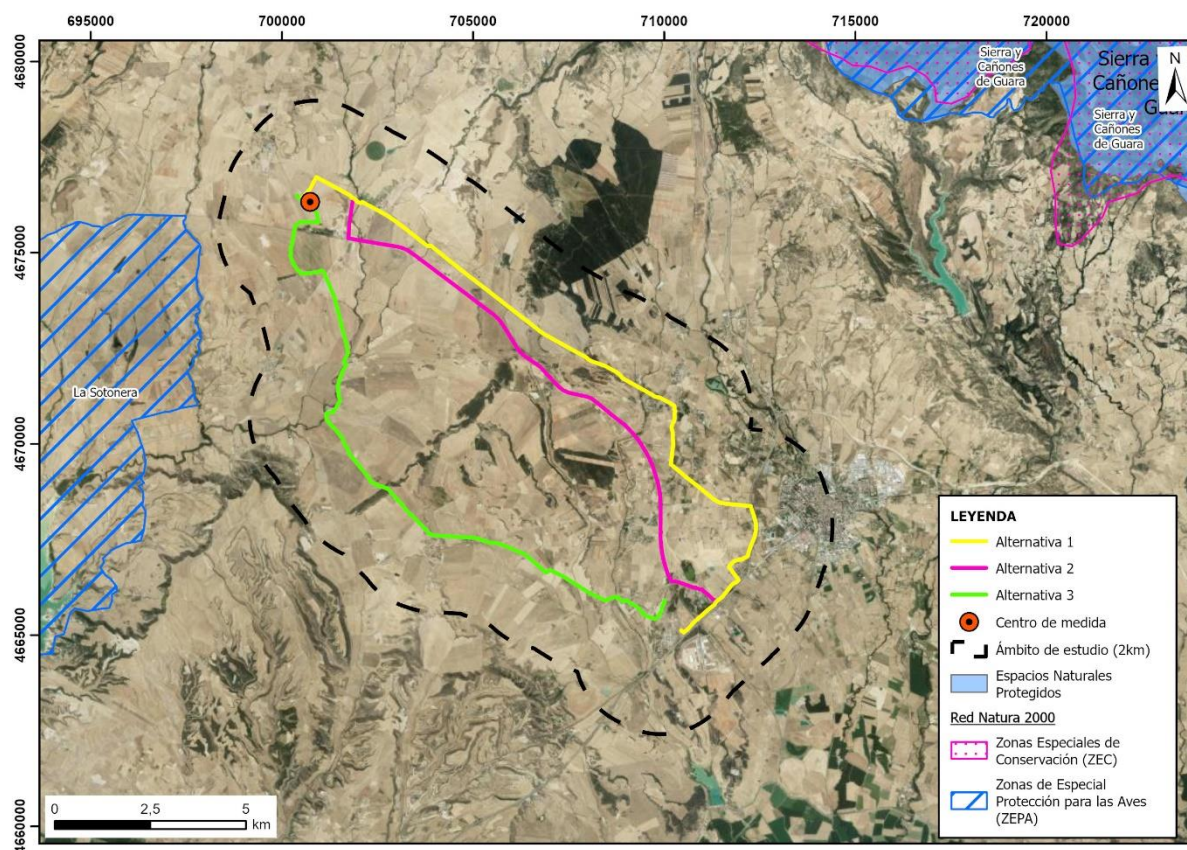 695000
700000
705000
710000
715000
720000
4680000
4675000
4670000
4665000
4660000
Sierra y
Cañones
de Guara
Sierra
Cañone
Gua
N
Sierra y
Cañones
de Guara
La Sotonera
LEYENDA
Alternativa 1
Alternativa 2
Alternativa 3
Centro de medida
Ámbito de estudio (2km)
Espacios Naturales
Protegidos
Red Natura 2000
Zonas Especiales de
Conservación (ZEC)
Zonas de Especial
Protección para las Aves
(ZEPA)
0 2,5 5
km